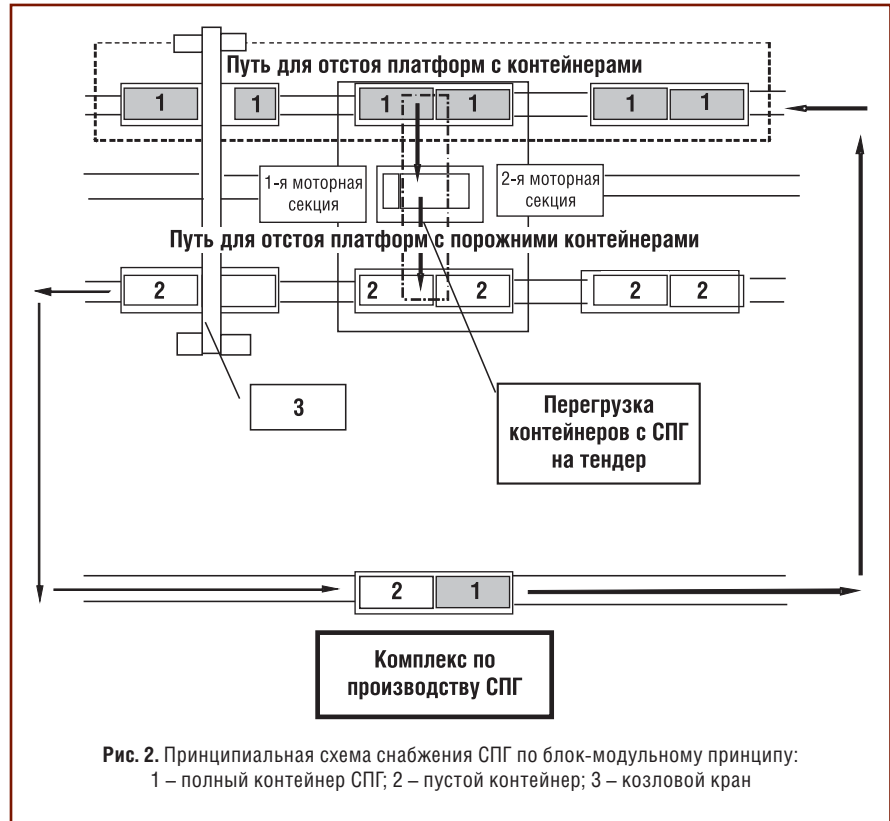 Путь для отстоя платформ с контейнерами
1 1 1 1 1 1
1-я моторная
секция
2-я моторная
секция
Путь для отстоя платформ с порожними контейнерами
2 2 2 2 2
3
Перегрузка
контейнеров с СПГ
на тендер
2 1
Комплекс по
производству СПГ
Рис. 2. Принципиальная схема снабжения СПГ по блок-модульному принципу:
1 – полный контейнер СПГ; 2 – пустой контейнер; 3 – козловой кран